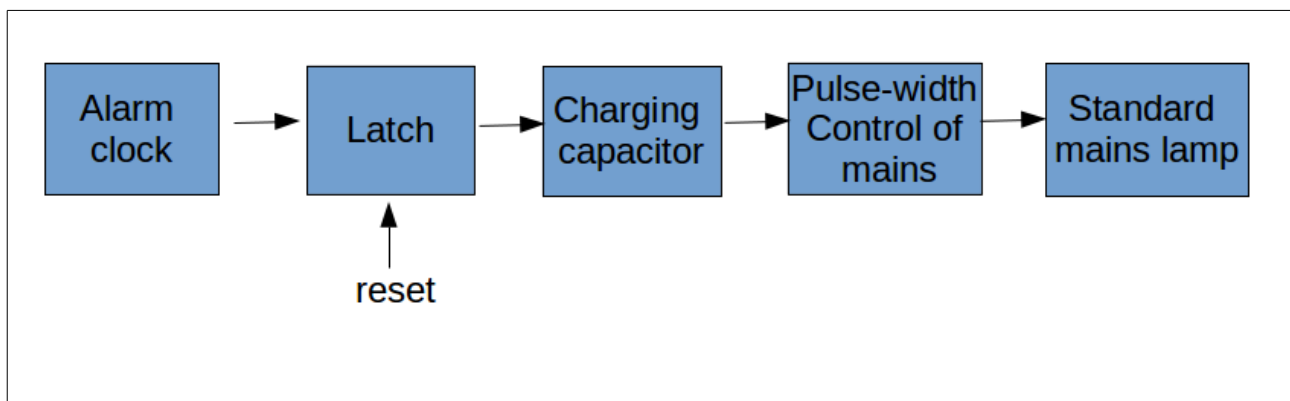 Alarm
clock
Latch
Charging
capacitor
Pulse-width
Control of
mains
Standard
mains lamp
reset